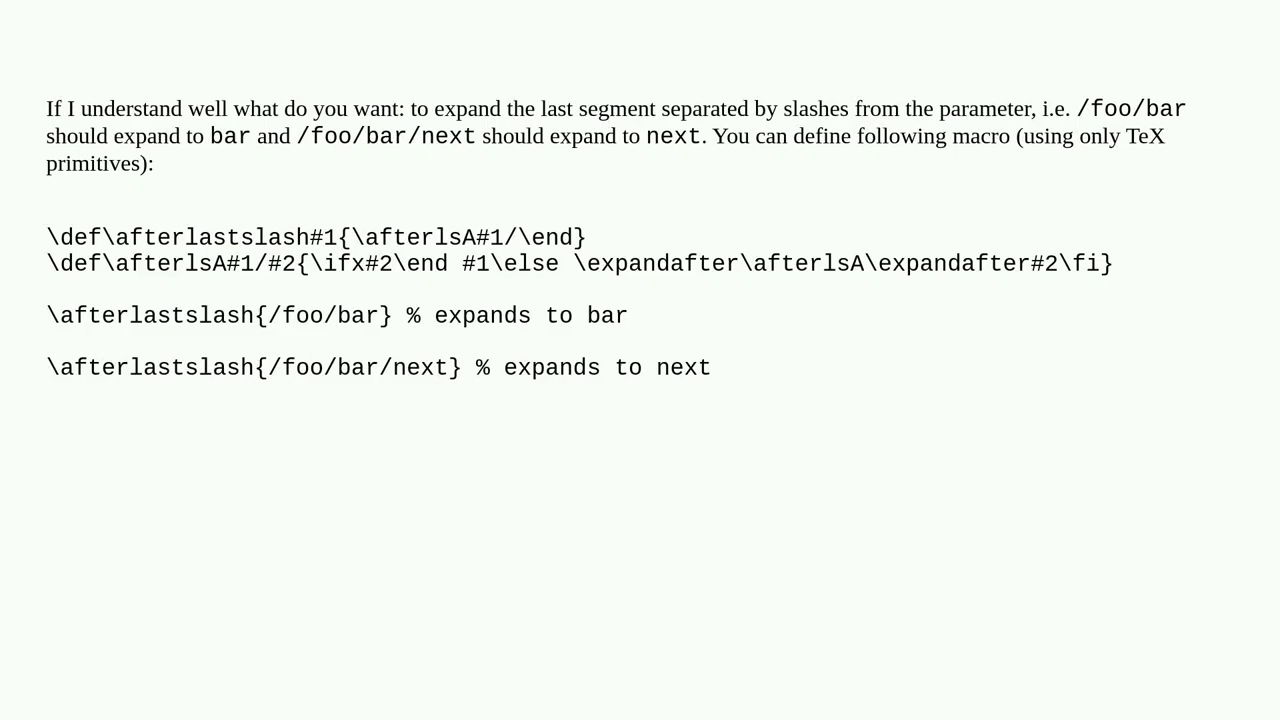 If I understand well what do you want: to expand the last segment separated by slashes from the parameter, i.e. /foo/bar
should expand to bar and /foo/bar/next should expand to next. You can define following macro (using only TeX
primitives):
\def\afterlastslash#1{\afterlsA#1/\end}
\def\afterlsA#1/#2{\ifx#2\end #1\else \expandafter\afterlsA\expandafter#2\fi}
\afterlastslash{/foo/bar} % expands to bar
\afterlastslash{/foo/bar/next} % expands to next